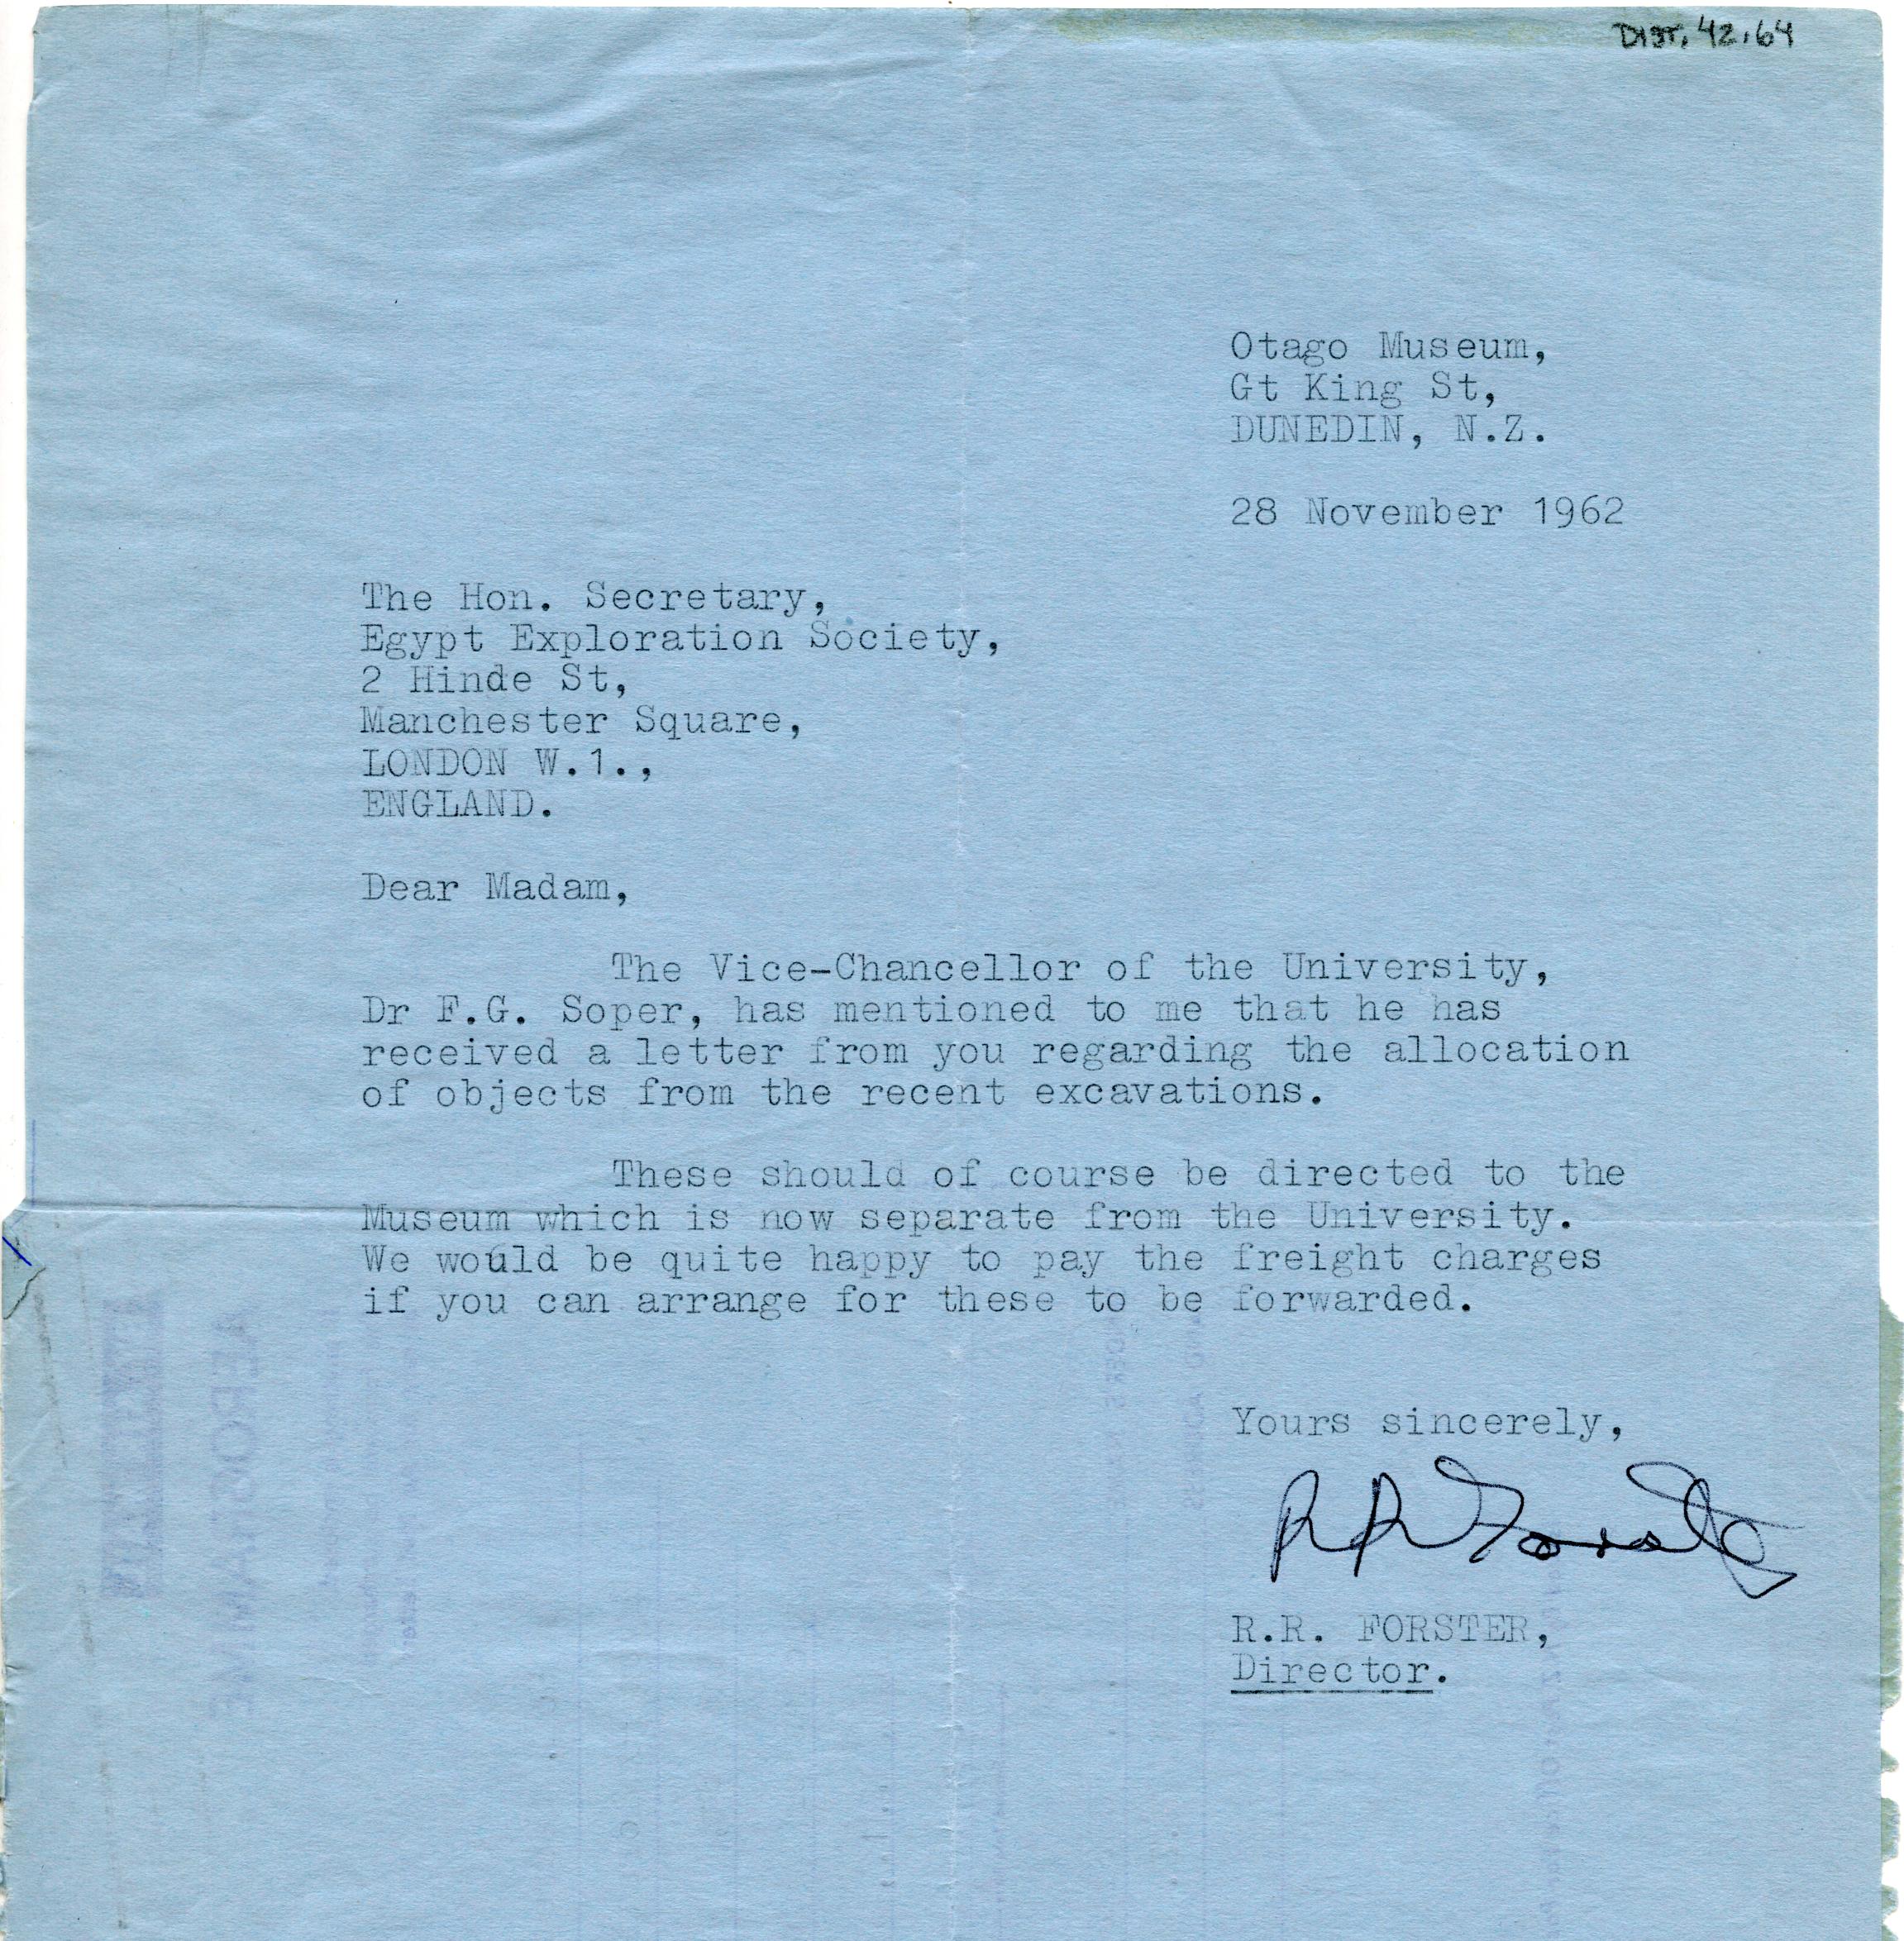 DIST. 42.64
Otago Museum,
Gt King St,
DUNEDIN, N.Z.
28 November 1962
The Hon. Secretary,
Egypt Exploration Society,
2 Hinde St,
Manchester Square,
LONDON W.1.,
ENGLAND.
Dear Madam,
The Vice-Chancellor of the University,
Dr F.G. Soper, has mentioned to me that he has
received a letter from you regarding the allocation
of objects from the recent excavations.
These should of course be directed to the
Museum which is now separate from the University.
We would be quite happy to pay the freight charges
if you can arrange for these to be forwarded.
Yours sincerely,
R R Forster
R.R. FORSTER,
Director.